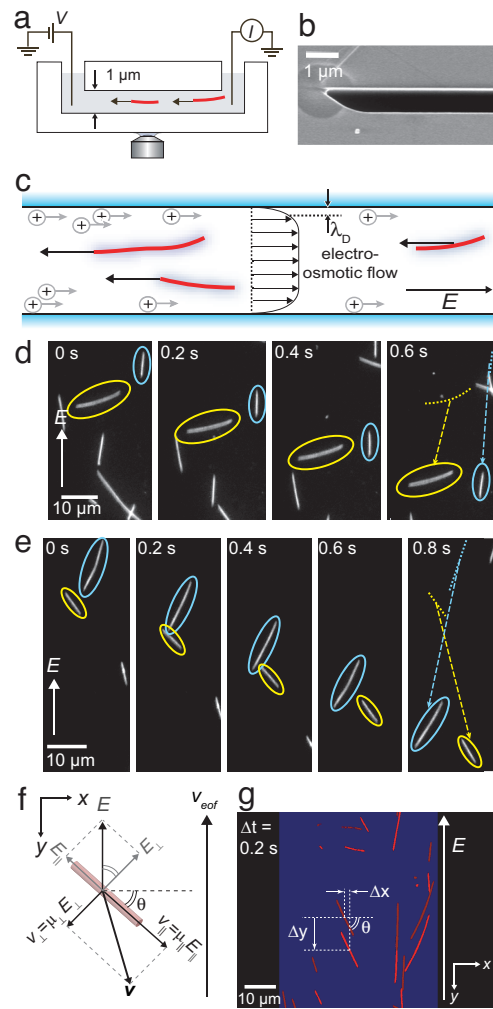 a
V
I
1 μm
b
1 μm
c
λD
electro-
osmotic flow
E
d
0 s
0.2 s
0.4 s
0.6 s
E
10 μm
e
0 s
0.2 s
0.4 s
0.6 s
0.8 s
E
10 μm
f
x
y
E
E∥
E⊥
θ
v⊥=μ⊥E⊥
v∥=μ∥E∥
v
veof
g
Δt =
0.2 s
E
Δx
Δy
θ
10 μm
x
y